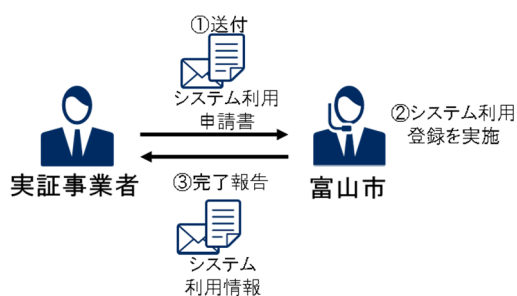 ①送付
システム利用
申請書
②システム利用
登録を実施
実証事業者
富山市
③完了報告
システム
利用情報